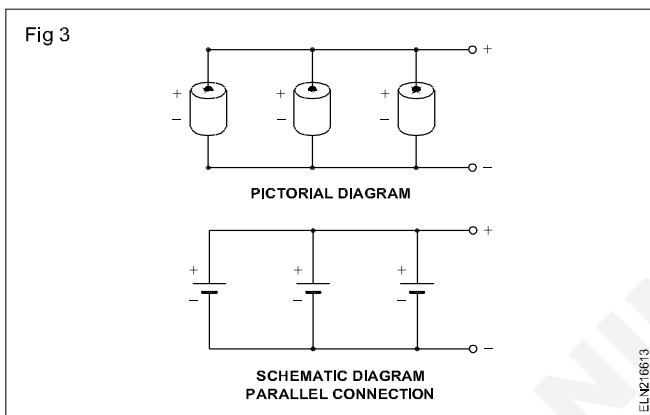 Fig 3
+
+ + +
– – –
–
PICTORIAL DIAGRAM
+
+ + +
– – –
–
SCHEMATIC DIAGRAM
PARALLEL CONNECTION
ELN216613